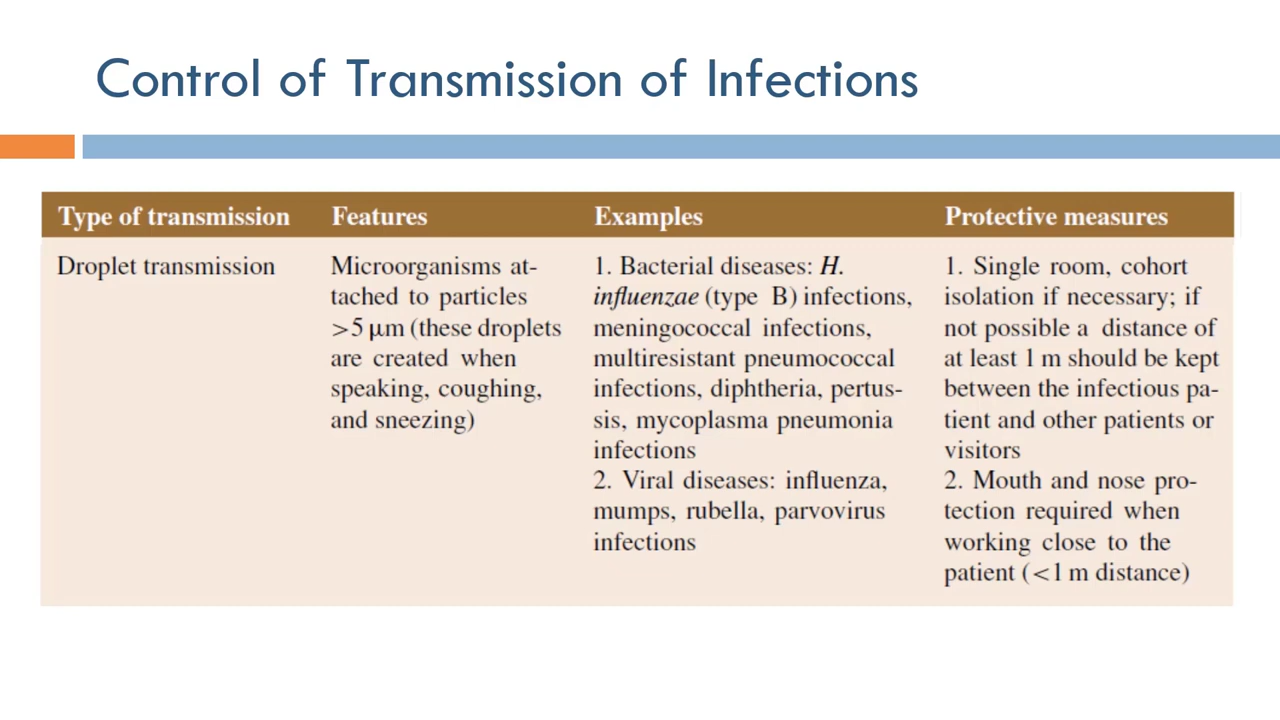 Control of Transmission of Infections
Type of transmission
Features
Examples
Protective measures
Droplet transmission
Microorganisms at-
tached to particles
>5 μm (these droplets
are created when
speaking, coughing,
and sneezing)
1. Bacterial diseases: H.
influenzae (type B) infections,
meningococcal infections,
multiresistant pneumococcal
infections, diphtheria, pertus-
sis, mycoplasma pneumonia
infections
2. Viral diseases: influenza,
mumps, rubella, parvovirus
infections
1. Single room, cohort
isolation if necessary; if
not possible a distance of
at least 1 m should be kept
between the infectious pa-
tient and other patients or
visitors
2. Mouth and nose pro-
tection required when
working close to the
patient (<1 m distance)